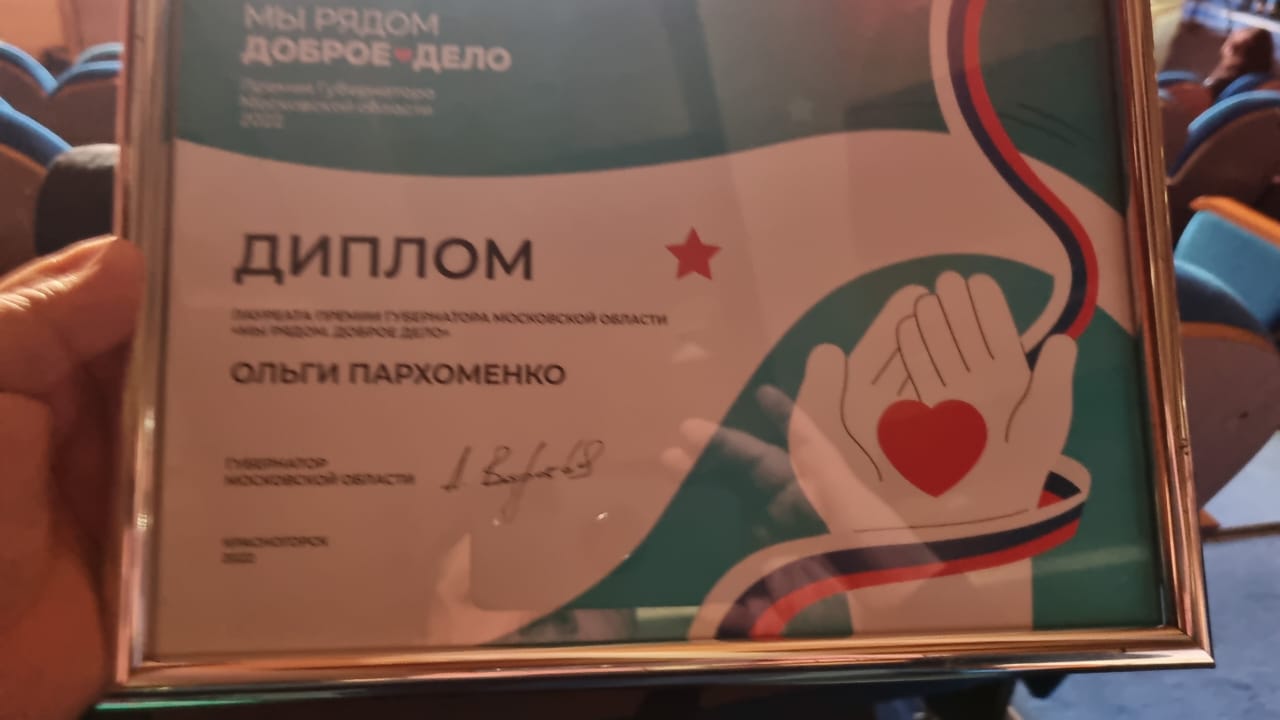 МЫ РЯДОМ
ДОБРОЕ ДЕЛО
Премия Губернатора
Московской области
2022
ДИПЛОМ
ЛАУРЕАТА ПРЕМИИ ГУБЕРНАТОРА МОСКОВСКОЙ ОБЛАСТИ
«МЫ РЯДОМ. ДОБРОЕ ДЕЛО»
ОЛЬГИ ПАРХОМЕНКО
ГУБЕРНАТОР
МОСКОВСКОЙ ОБЛАСТИ
КРАСНОГОРСК
2022